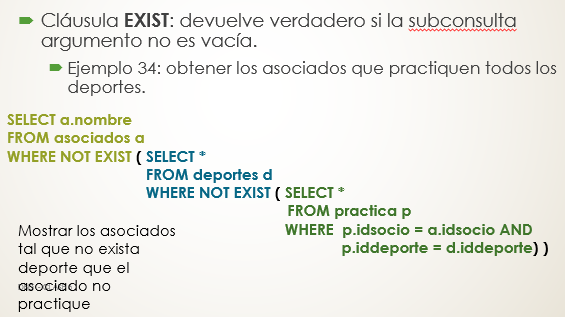 Cláusula EXIST: devuelve verdadero si la subconsulta
argumento no es vacía.
Ejemplo 34: obtener los asociados que practiquen todos los
deportes.
SELECT a.nombre
FROM asociados a
WHERE NOT EXIST ( SELECT *
FROM deportes d
WHERE NOT EXIST ( SELECT *
FROM practica p
WHERE p.idsocio = a.idsocio AND
p.iddeporte = d.iddeporte) )
Mostrar los asociados
tal que no exista
deporte que el
asociado no
practique